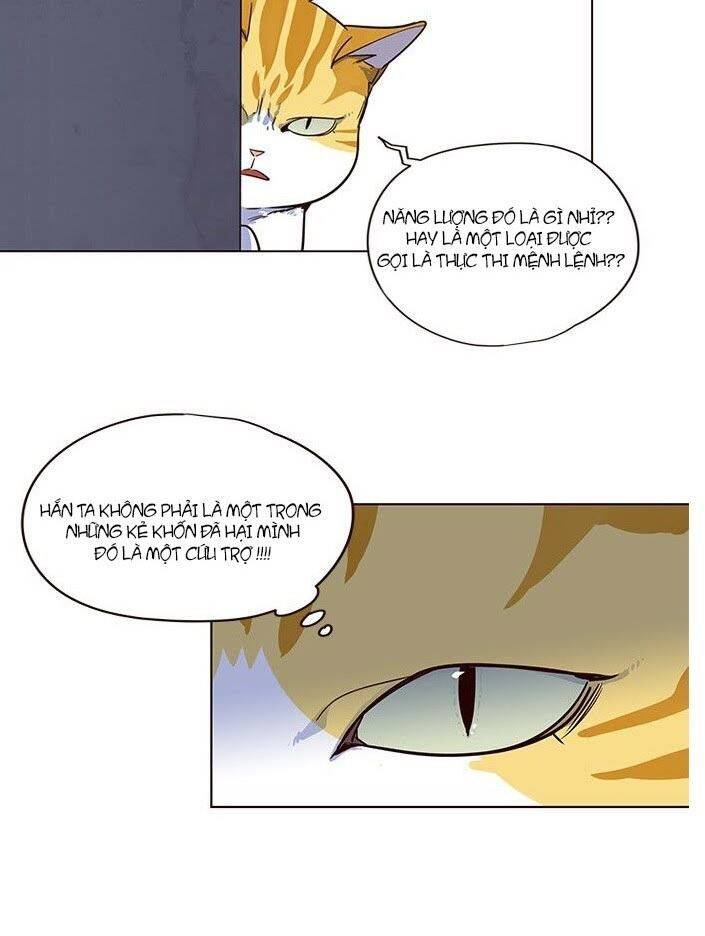 NĂNG LƯỢNG ĐÓ LÀ GÌ NHỈ??
HAY LÀ MỘT LOẠI ĐƯỢC
GỌI LÀ THỰC THI MỆNH LỆNH??
HẮN TA KHÔNG PHẢI LÀ MỘT TRONG
NHỮNG KẺ KHỐN ĐÃ HẠI MÌNH
ĐÓ LÀ MỘT CỨU TRỢ !!!!